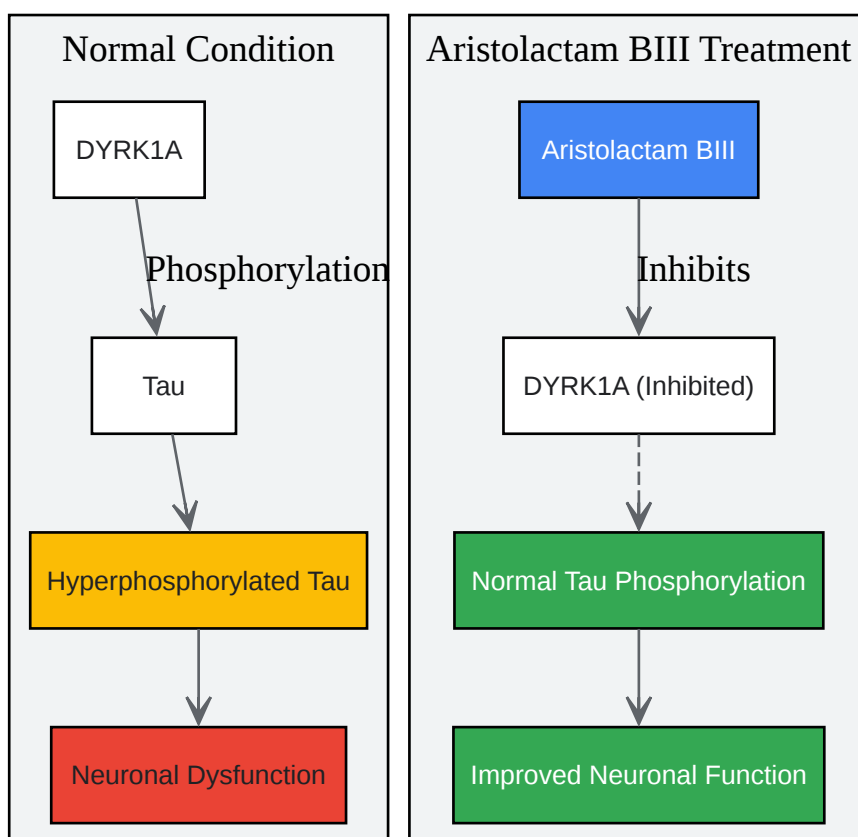 Normal Condition
DYRK1A
Phosphorylation
Tau
Hyperphosphorylated Tau
Neuronal Dysfunction
Aristolactam BIII Treatment
Aristolactam BIII
Inhibits
DYRK1A (Inhibited)
Normal Tau Phosphorylation
Improved Neuronal Function